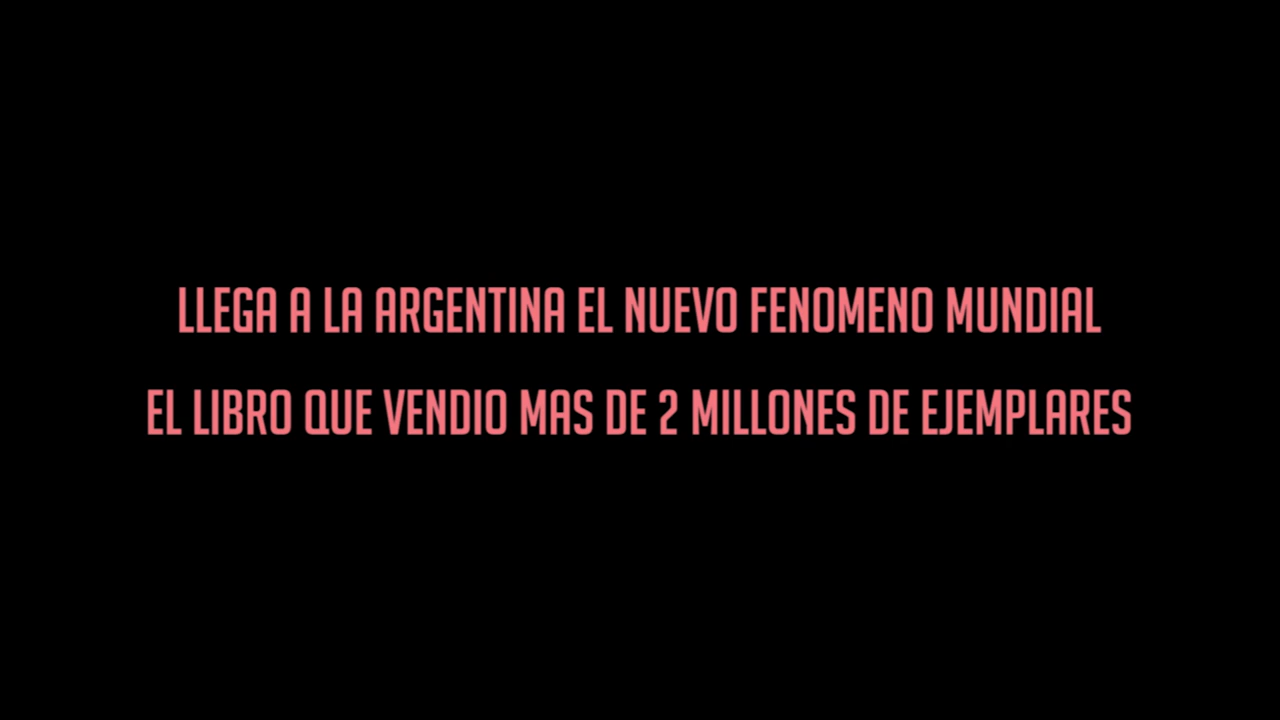 LLEGA A LA ARGENTINA EL NUEVO FENOMENO MUNDIAL
EL LIBRO QUE VENDIO MAS DE 2 MILLONES DE EJEMPLARES